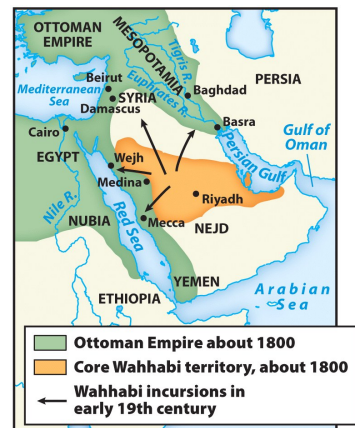 OTTOMAN
EMPIRE
MESOPOTAMIA
Tigris R.
Euphrates R.
Beirut
Baghdad
PERSIA
Mediterranean
Sea
SYRIA
Damascus
Basra
Cairo
Gulf of
Oman
Persian Gulf
EGYPT
Wejh
Medina
Riyadh
Nile R.
NUBIA
Red Sea
Mecca
NEJD
YEMEN
ETHIOPIA
Arabian
Sea
Ottoman Empire about 1800
Core Wahhabi territory, about 1800
Wahhabi incursions in
early 19th century